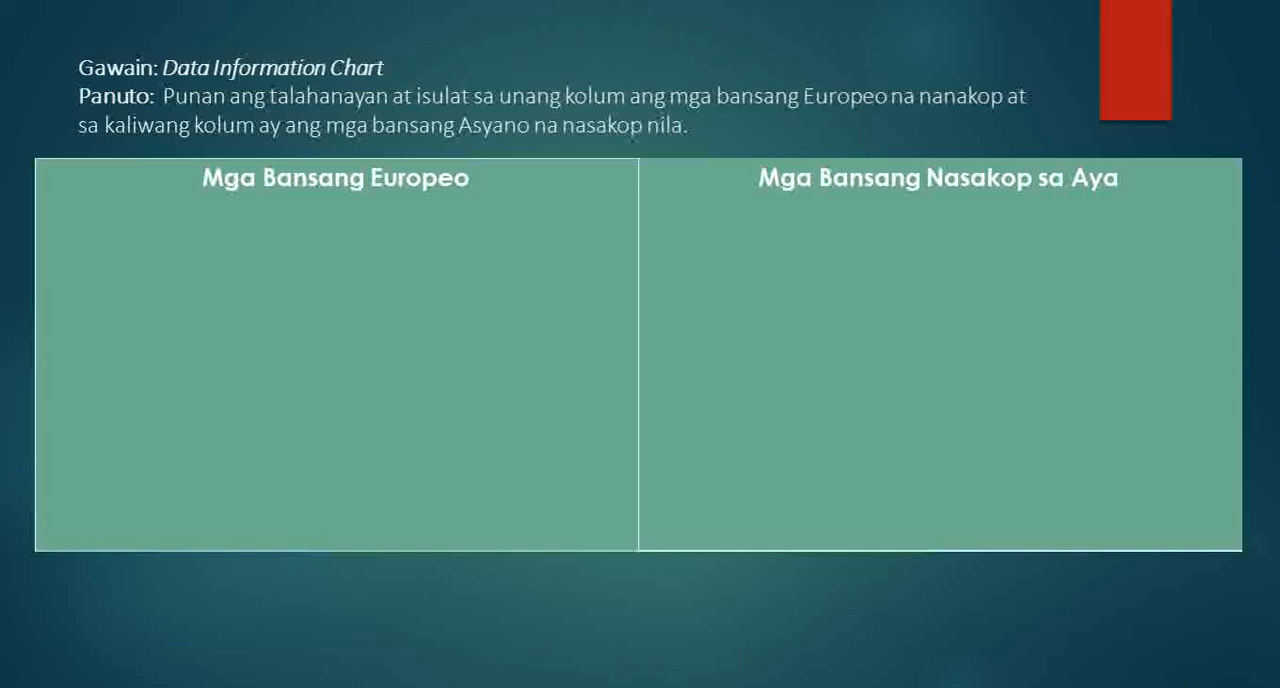 Gawain: Data Information Chart
Panuto: Punan ang talahanayan at isulat sa unang kolum ang mga bansang Europeo na nanakop at
sa kaliwang kolum ay ang mga bansang Asyano na nasakop nila.
Mga Bansang Europeo
Mga Bansang Nasakop sa Aya